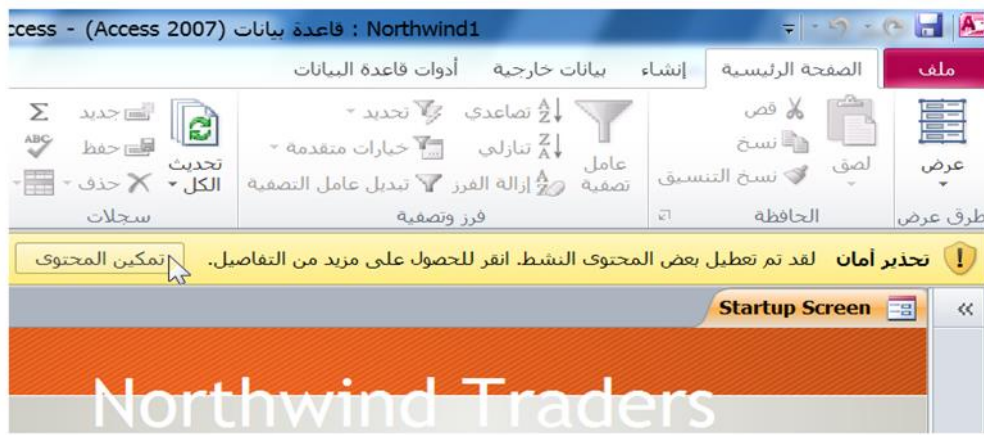 Northwind1 : قاعدة بيانات (Access 2007) - ccess
ملف الصفحة الرئيسية إنشاء بيانات خارجية أدوات قاعدة البيانات
عرض
طرق عرض
لصق
قص
نسخ
نسخ التنسيق
الحافظة
عامل تصفية
تصاعدي
تنازلي
إزالة الفرز
تحديد
خيارات متقدمة
تبديل عامل التصفية
فرز وتصفية
تحديث الكل
جديد
حفظ
حذف
Σ
ABC
سجلات
تحذير أمان لقد تم تعطيل بعض المحتوى النشط. انقر للحصول على مزيد من التفاصيل. تمكين المحتوى
Startup Screen
Northwind Traders